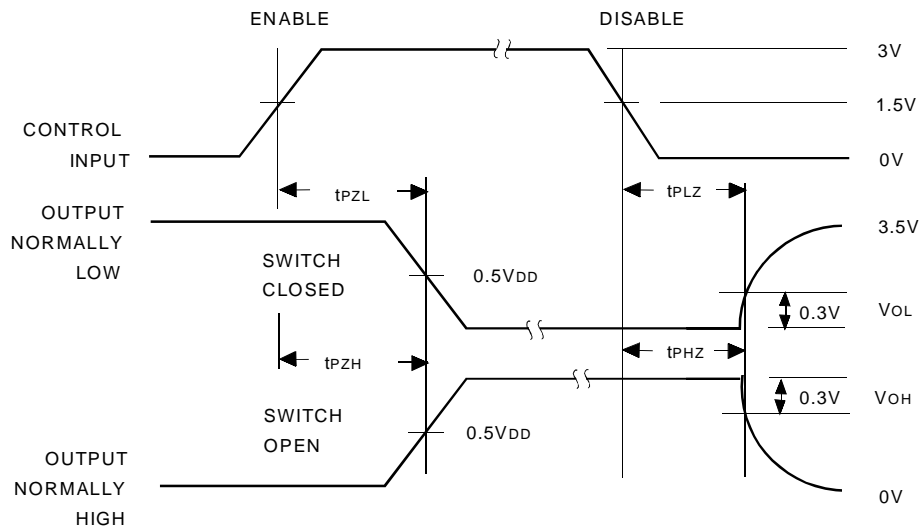 ENABLE
DISABLE
3V
1.5V
CONTROL
INPUT
0V
tPZL
tPLZ
OUTPUT
NORMALLY
LOW
3.5V
SWITCH
CLOSED
0.5VDD
0.3V
VOL
tPZH
tPHZ
0.3V
VOH
SWITCH
OPEN
0.5VDD
OUTPUT
NORMALLY
HIGH
0V